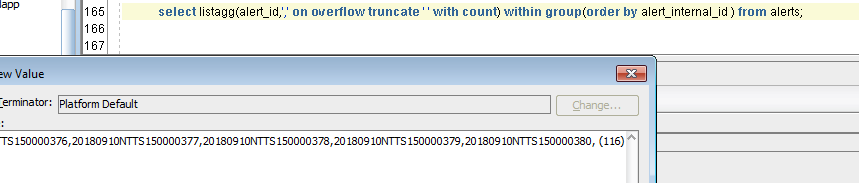 dapp
165 select listagg(alert_id,',' on overflow truncate ' ' with count) within group(order by alert_internal_id ) from alerts;
166
167
ew Value
Terminator: Platform Default Change...
:
TTS150000376,20180910NTTS150000377,20180910NTTS150000378,20180910NTTS150000379,20180910NTTS150000380, (116)